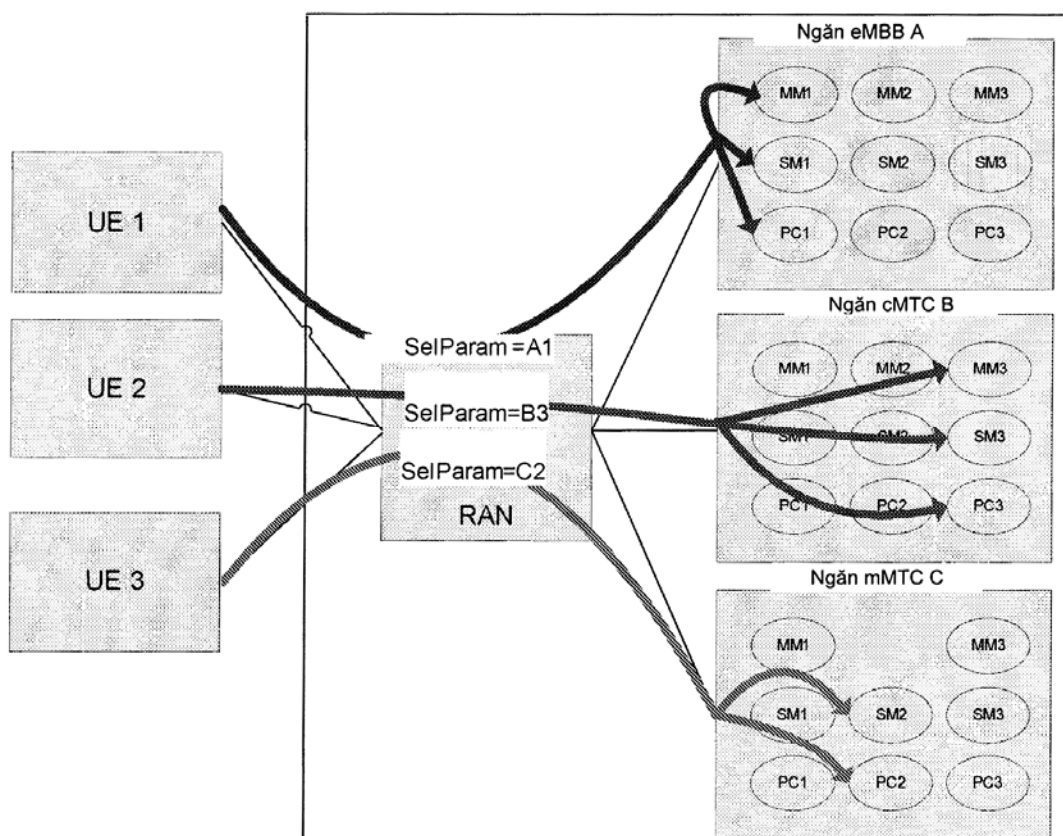 Ngăn eMBB A
MM1 MM2 MM3
SM1 SM2 SM3
PC1 PC2 PC3
UE 1
Ngăn cMTC B
SelParam =A1
MM1 MM2 MM3
UE 2
SelParam=B3
SM1 SM2 SM3
SelParam=C2
PC1 PC2 PC3
RAN
UE 3
Ngăn mMTC C
MM1 MM3
SM1 SM2 SM3
PC1 PC2 PC3